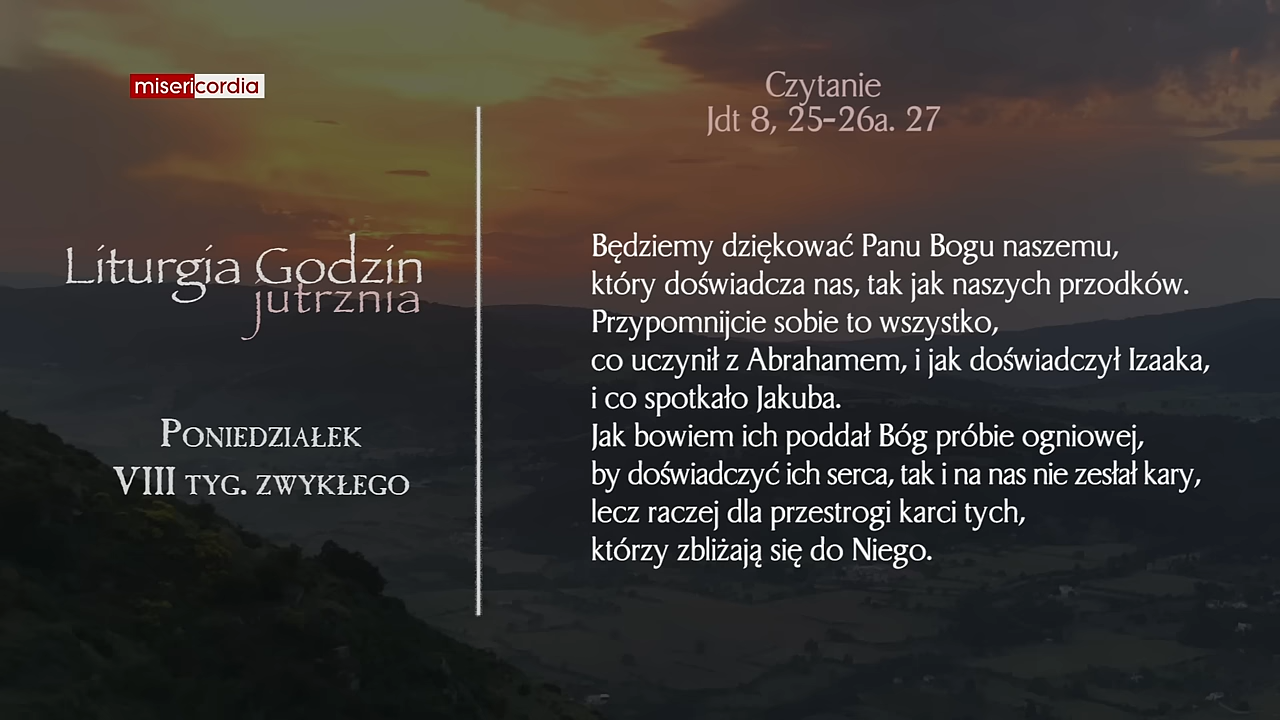 misericordia
Liturgia Godzin
jutrznia
Poniedziałek
VIII tyg. zwykłego
Czytanie
Jdt 8, 25-26a. 27
Będziemy dziękować Panu Bogu naszemu,
który doświadcza nas, tak jak naszych przodków.
Przypomnijcie sobie to wszystko,
co uczynił z Abrahamem, i jak doświadczył Izaaka,
i co spotkało Jakuba.
Jak bowiem ich poddał Bóg próbie ogniowej,
by doświadczyć ich serca, tak i na nas nie zesłał kary,
lecz raczej dla przestrogi karci tych,
którzy zbliżają się do Niego.